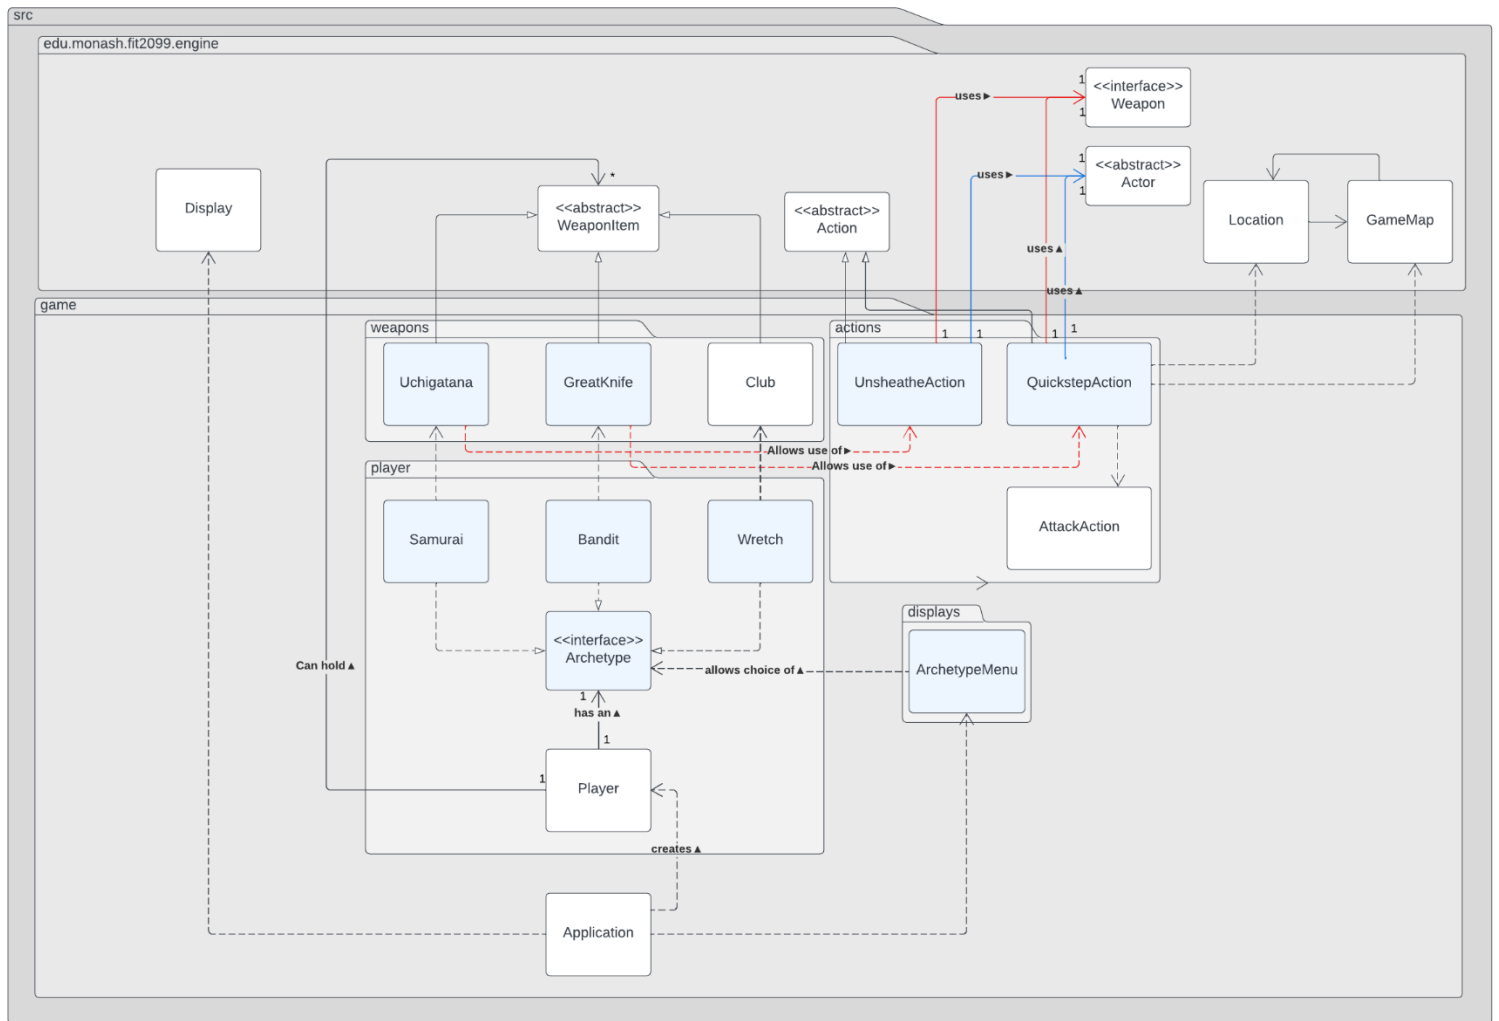 src
edu.monash.fit2099.engine
1
<<interface>>
Weapon
uses►
1
1
<<abstract>>
Actor
uses►
1
*
<<abstract>>
WeaponItem
<<abstract>>
Action
Display
Location
GameMap
uses▲
uses▲
game
weapons
actions
1
1
1
1
Uchigatana
GreatKnife
Club
UnsheatheAction
QuickstepAction
Allows use of►
Allows use of►
player
Samurai
Bandit
Wretch
AttackAction
displays
<<interface>>
Archetype
Can hold▲
allows choice of▲
ArchetypeMenu
1
has an▲
1
1
Player
creates▲
Application